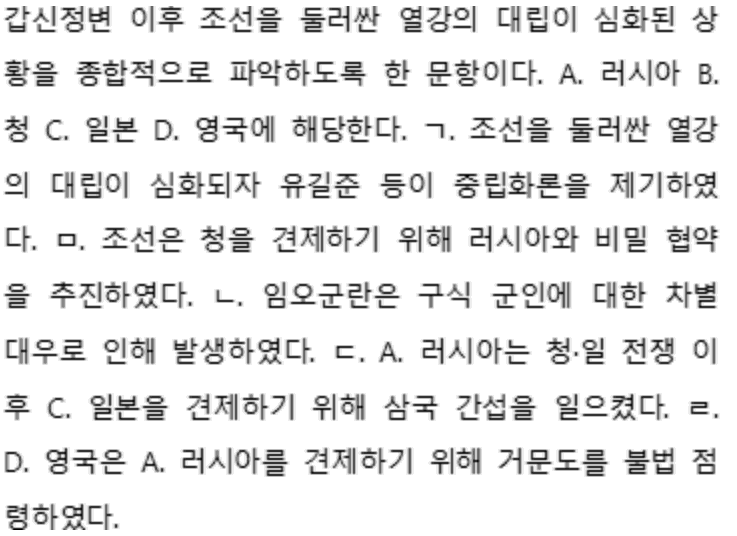 갑신정변 이후 조선을 둘러싼 열강의 대립이 심화된 상
황을 종합적으로 파악하도록 한 문항이다. A. 러시아 B.
청 C. 일본 D. 영국에 해당한다. ㄱ. 조선을 둘러싼 열강
의 대립이 심화되자 유길준 등이 중립화론을 제기하였
다. ㅁ. 조선은 청을 견제하기 위해 러시아와 비밀 협약
을 추진하였다. ㄴ. 임오군란은 구식 군인에 대한 차별
대우로 인해 발생하였다. ㄷ. A. 러시아는 청·일 전쟁 이
후 C. 일본을 견제하기 위해 삼국 간섭을 일으켰다. ㄹ.
D. 영국은 A. 러시아를 견제하기 위해 거문도를 불법 점
령하였다.